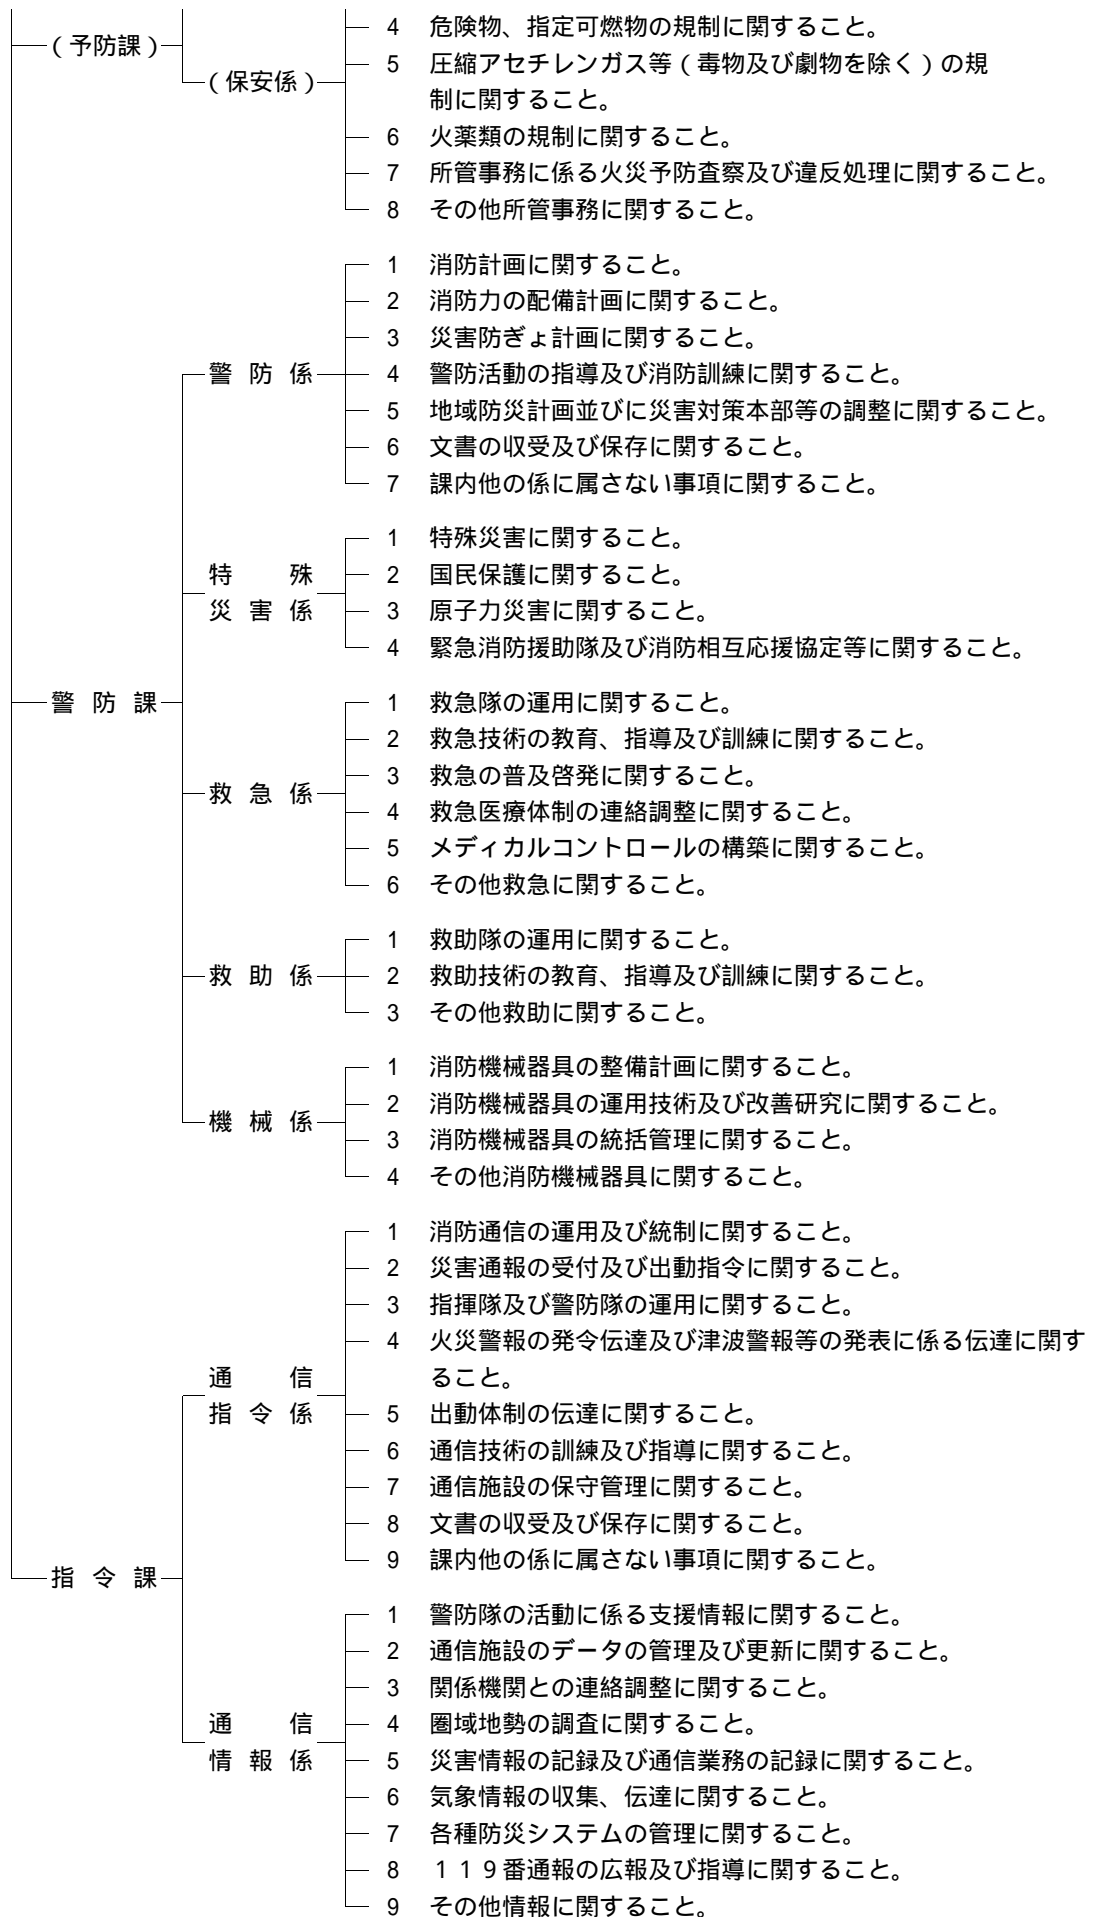 （予防課）
（保安係）
4 危険物、指定可燃物の規制に関すること。
5 圧縮アセチレンガス等（毒物及び劇物を除く）の規
制に関すること。
6 火薬類の規制に関すること。
7 所管事務に係る火災予防査察及び違反処理に関すること。
8 その他所管事務に関すること。
警防課
警防係
1 消防計画に関すること。
2 消防力の配備計画に関すること。
3 災害防ぎょ計画に関すること。
4 警防活動の指導及び消防訓練に関すること。
5 地域防災計画並びに災害対策本部等の調整に関すること。
6 文書の収受及び保存に関すること。
7 課内他の係に属さない事項に関すること。
特殊
災害係
1 特殊災害に関すること。
2 国民保護に関すること。
3 原子力災害に関すること。
4 緊急消防援助隊及び消防相互応援協定等に関すること。
救急係
1 救急隊の運用に関すること。
2 救急技術の教育、指導及び訓練に関すること。
3 救急の普及啓発に関すること。
4 救急医療体制の連絡調整に関すること。
5 メディカルコントロールの構築に関すること。
6 その他救急に関すること。
救助係
1 救助隊の運用に関すること。
2 救助技術の教育、指導及び訓練に関すること。
3 その他救助に関すること。
機械係
1 消防機械器具の整備計画に関すること。
2 消防機械器具の運用技術及び改善研究に関すること。
3 消防機械器具の統括管理に関すること。
4 その他消防機械器具に関すること。
指令課
通信
指令係
1 消防通信の運用及び統制に関すること。
2 災害通報の受付及び出動指令に関すること。
3 指揮隊及び警防隊の運用に関すること。
4 火災警報の発令伝達及び津波警報等の発表に係る伝達に関す
ること。
5 出動体制の伝達に関すること。
6 通信技術の訓練及び指導に関すること。
7 通信施設の保守管理に関すること。
8 文書の収受及び保存に関すること。
9 課内他の係に属さない事項に関すること。
通信
情報係
1 警防隊の活動に係る支援情報に関すること。
2 通信施設のデータの管理及び更新に関すること。
3 関係機関との連絡調整に関すること。
4 圏域地勢の調査に関すること。
5 災害情報の記録及び通信業務の記録に関すること。
6 気象情報の収集、伝達に関すること。
7 各種防災システムの管理に関すること。
8 １１９番通報の広報及び指導に関すること。
9 その他情報に関すること。